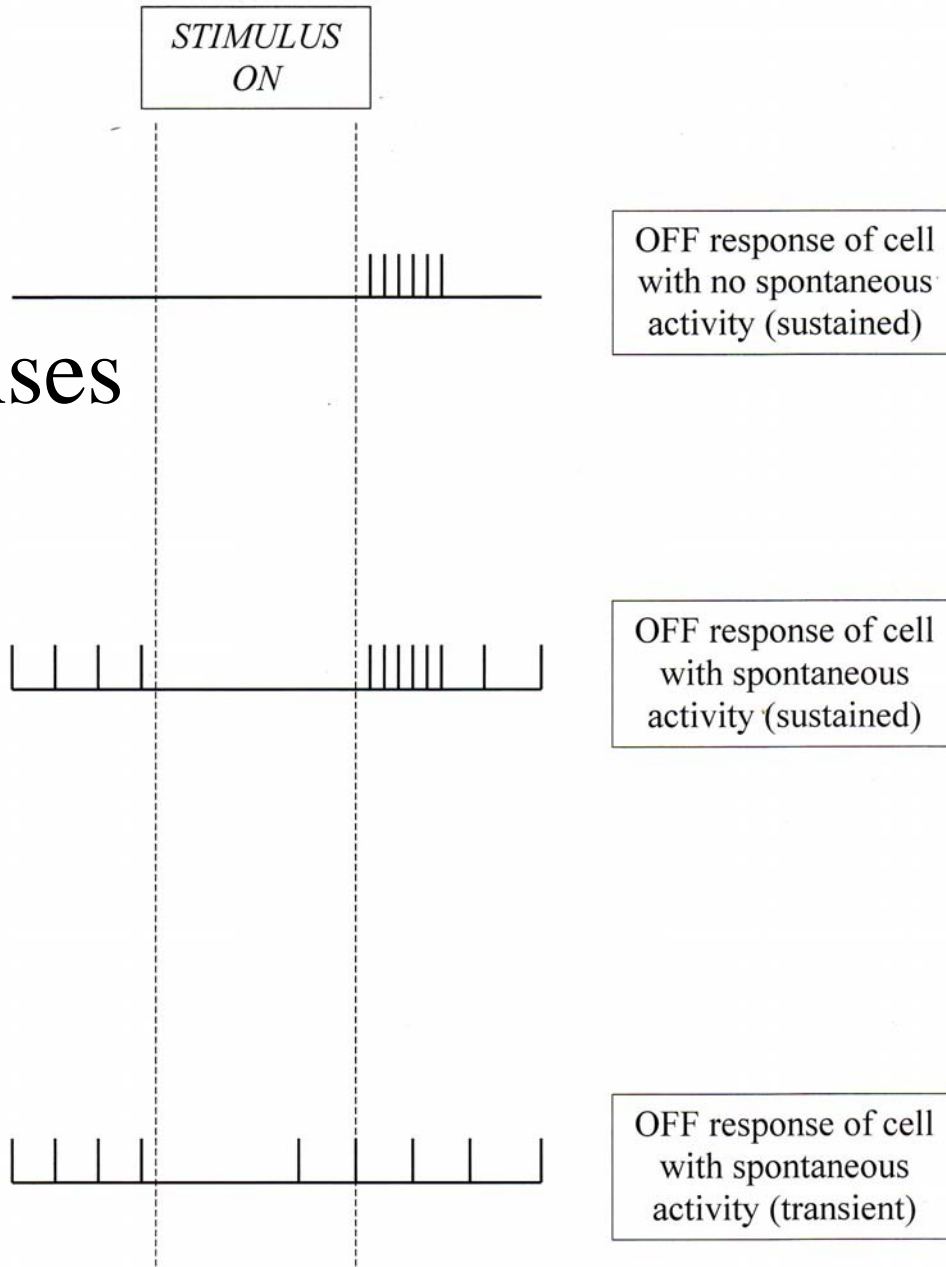 STIMULUS
ON
OFF response of cell
with no spontaneous
activity (sustained)
ses
OFF response of cell
with spontaneous
activity (sustained)
OFF response of cell
with spontaneous
activity (transient)